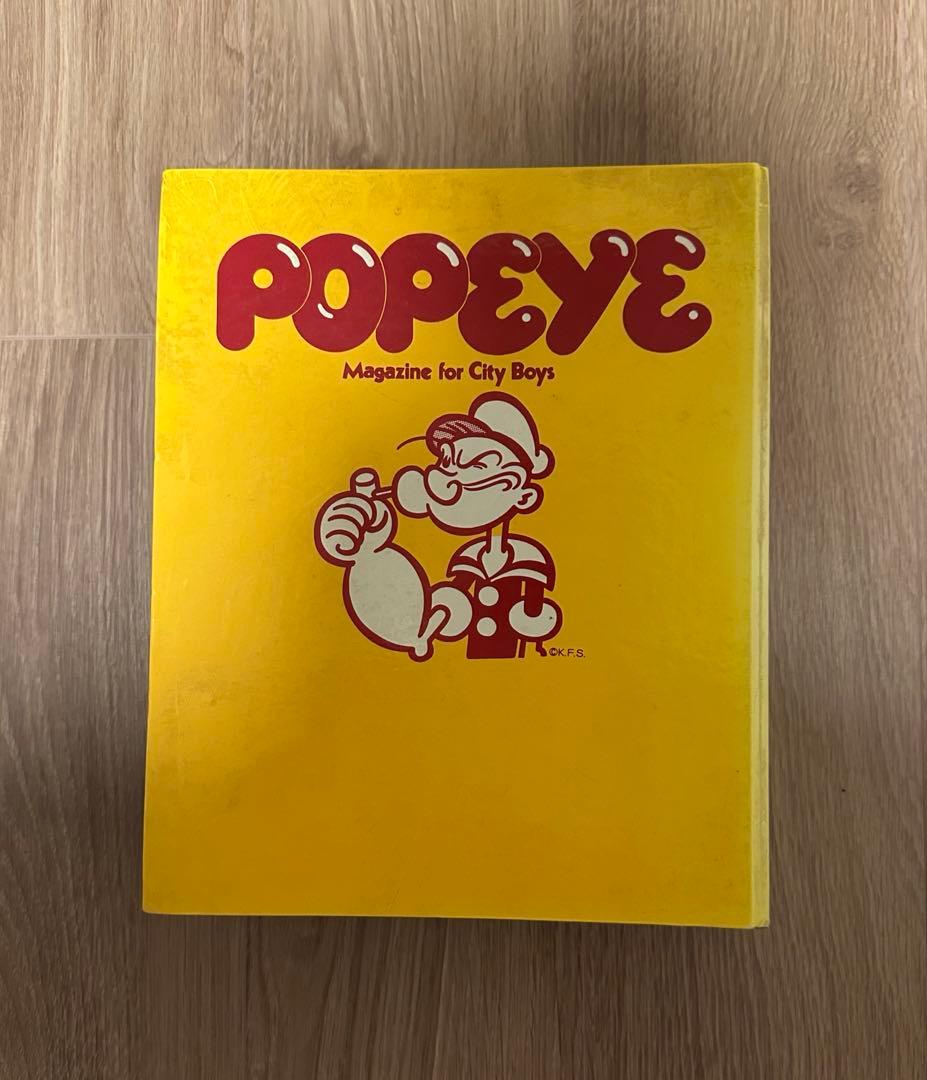 POPEYE
Magazine for City Boys
©K.F.S.